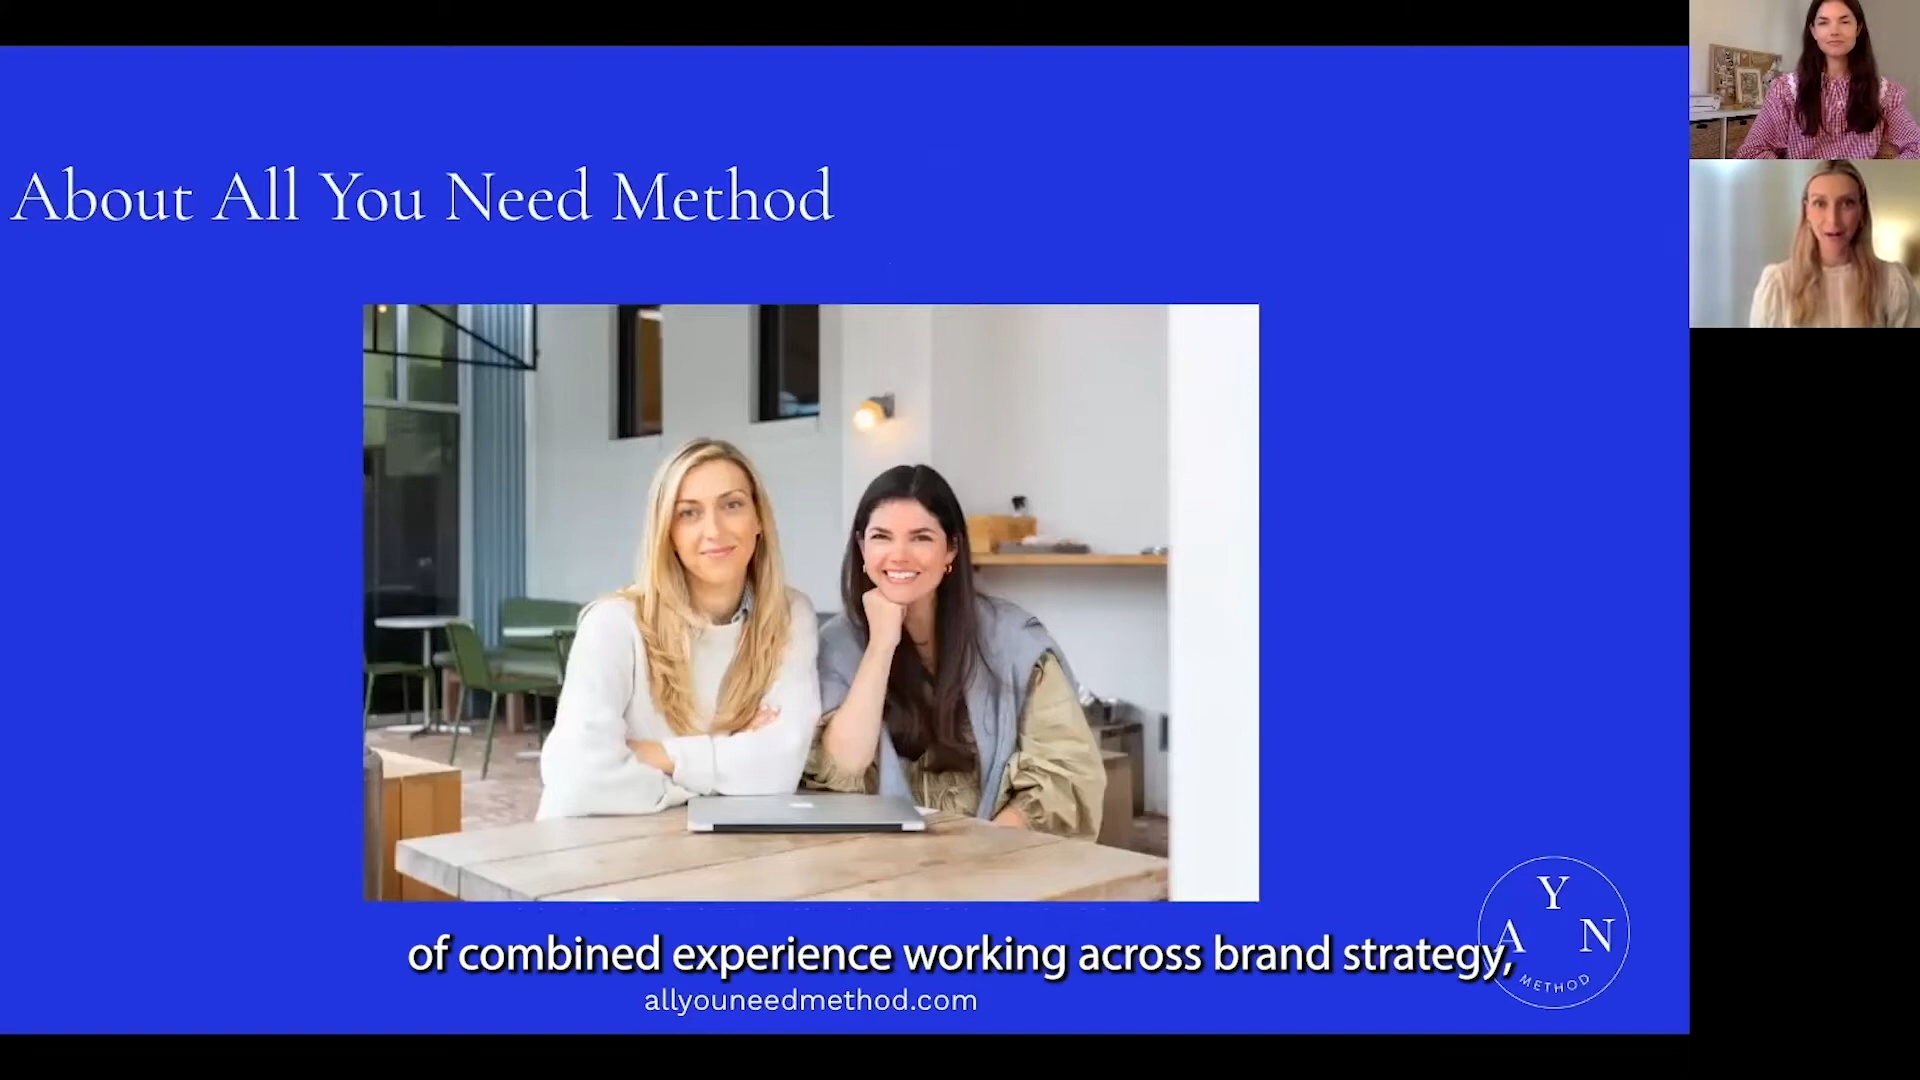 About All You Need Method
of combined experience working across brand strategy,
allyouneedmethod.com
Y
A N
METHOD